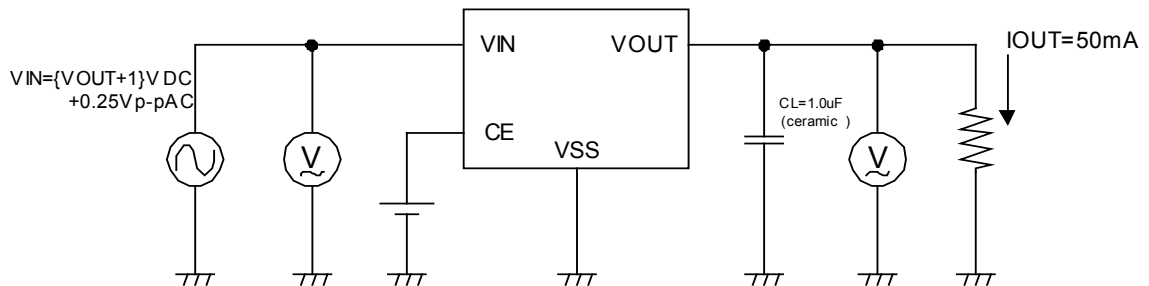 VIN
VOUT
IOUT=50mA
VIN={VOUT+1}VDC
+0.25Vp-pAC
CL=1.0uF
(ceramic )
CE
V
VSS
V